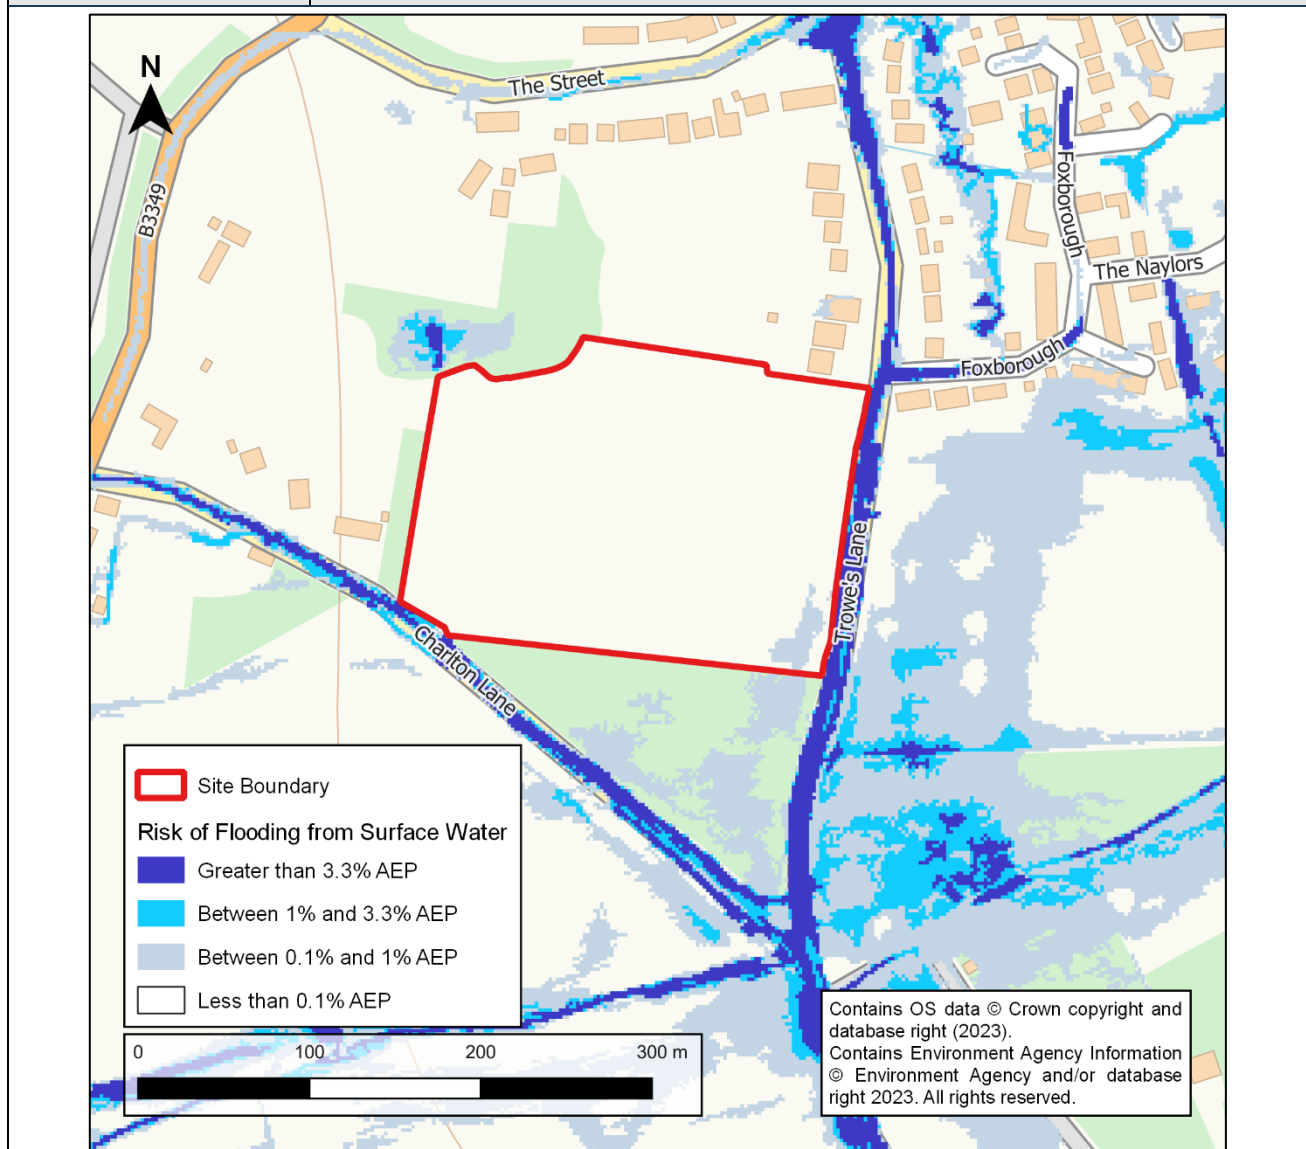 N
The Street
B3349
Foxborough
The Naylors
Foxborough
Trowe's Lane
Charlton Lane
Site Boundary
Risk of Flooding from Surface Water
Greater than 3.3% AEP
Between 1% and 3.3% AEP
Between 0.1% and 1% AEP
Less than 0.1% AEP
0 100 200 300 m
Contains OS data © Crown copyright and
database right (2023).
Contains Environment Agency Information
© Environment Agency and/or database
right 2023. All rights reserved.